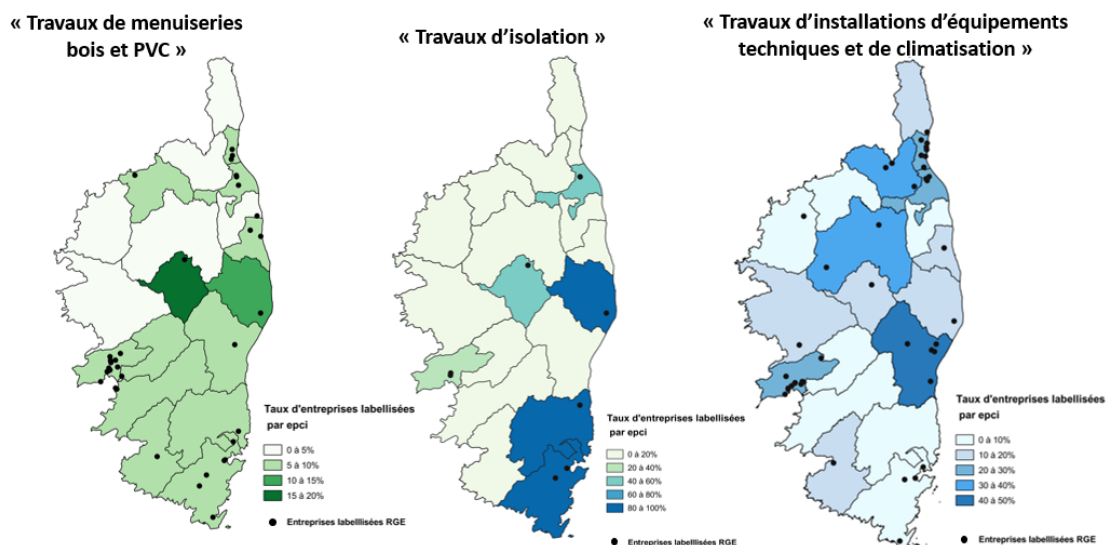 « Travaux de menuiseries
bois et PVC »
« Travaux d’isolation »
« Travaux d’installations d’équipements
techniques et de climatisation »
Taux d'entreprises labellisées
par epci
0 à 5%
5 à 10%
10 à 15%
15 à 20%
Entreprises labelllisées RGE
Taux d'entreprises labellisées
par epci
0 à 20%
20 à 40%
40 à 60%
60 à 80%
80 à 100%
Entreprises labelllisées RGE
Taux d'entreprises labellisées
par epci
0 à 10%
10 à 20%
20 à 30%
30 à 40%
40 à 50%
Entreprises labelllisées RGE